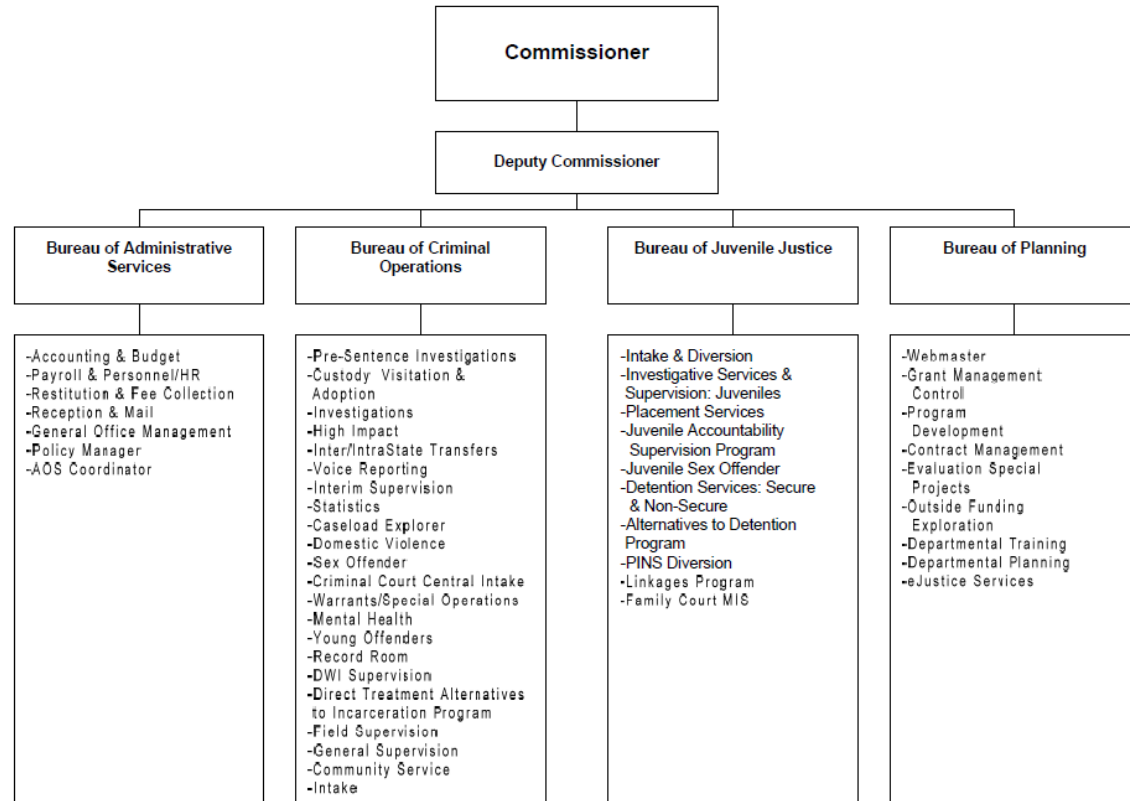 Commissioner
Deputy Commissioner
Bureau of Administrative
Services
-Accounting & Budget
-Payroll & Personnel/HR
-Restitution & Fee Collection
-Reception & Mail
-General Office Management
-Policy Manager
-AOS Coordinator
Bureau of Criminal
Operations
-Pre-Sentence Investigations
-Custody Visitation &
Adoption
-Investigations
-High Impact
-Inter/IntraState Transfers
-Voice Reporting
-Interim Supervision
-Statistics
-Caseload Explorer
-Domestic Violence
-Sex Offender
-Criminal Court Central Intake
-Warrants/Special Operations
-Mental Health
-Young Offenders
-Record Room
-DWI Supervision
-Direct Treatment Alternatives
to Incarceration Program
-Field Supervision
-General Supervision
-Community Service
-Intake
Bureau of Juvenile Justice
-Intake & Diversion
-Investigative Services &
Supervision: Juveniles
-Placement Services
-Juvenile Accountability
Supervision Program
-Juvenile Sex Offender
-Detention Services: Secure
& Non-Secure
-Alternatives to Detention
Program
-PINS Diversion
-Linkages Program
-Family Court MIS
Bureau of Planning
-Webmaster
-Grant Management
Control
-Program
Development
-Contract Management
-Evaluation Special
Projects
-Outside Funding
Exploration
-Departmental Training
-Departmental Planning
-eJustice Services